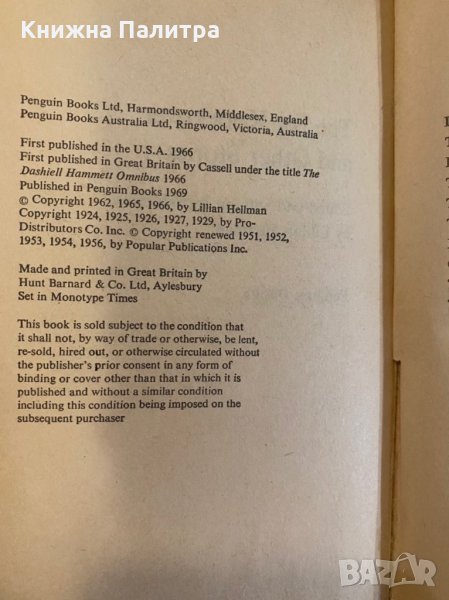 Книжна Палитра
Penguin Books Ltd, Harmondsworth, Middlesex, England
Penguin Books Australia Ltd, Ringwood, Victoria, Australia
First published in the U.S.A. 1966
First published in Great Britain by Cassell under the title The
Dashiell Hammett Omnibus 1966
Published in Penguin Books 1969
© Copyright 1962, 1965, 1966, by Lillian Hellman
Copyright 1924, 1925, 1926, 1927, 1929, by Pro-
Distributors Co. Inc. © Copyright renewed 1951, 1952,
1953, 1954, 1956, by Popular Publications Inc.
Made and printed in Great Britain by
Hunt Barnard & Co. Ltd, Aylesbury
Set in Monotype Times
This book is sold subject to the condition that
it shall not, by way of trade or otherwise, be lent,
re-sold, hired out, or otherwise circulated without
the publisher's prior consent in any form of
binding or cover other than that in which it is
published and without a similar condition
including this condition being imposed on the
subsequent purchaser
BAZAR